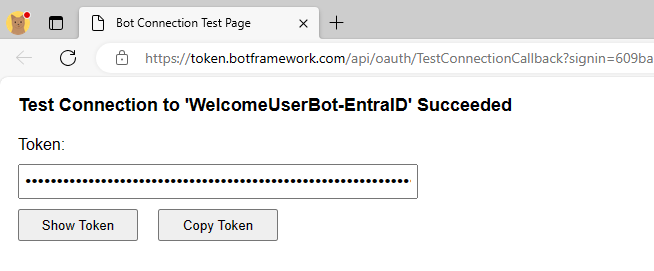 Bot Connection Test Page
https://token.botframework.com/api/oauth/TestConnectionCallback?signin=609ba
Test Connection to 'WelcomeUserBot-EntraID' Succeeded
Token:
••••••••••••••••••••••••••••••••••••••••••••••••••••••••••••••
Show Token Copy Token